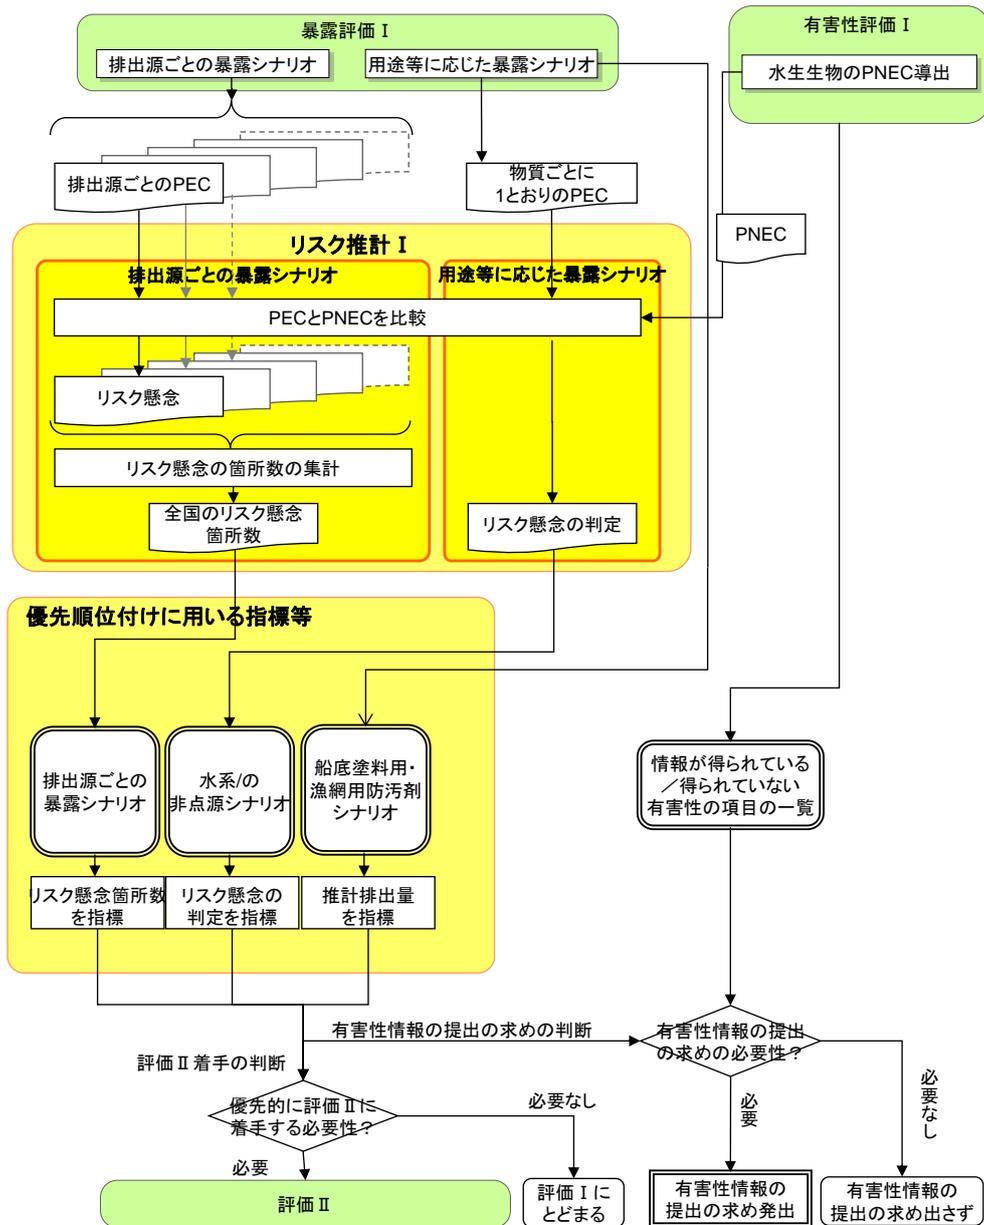 暴露評価Ⅰ
排出源ごとの暴露シナリオ
用途等に応じた暴露シナリオ
有害性評価Ⅰ
水生生物のPNEC導出
排出源ごとのPEC
物質ごとに
1とおりのPEC
PNEC
リスク推計Ⅰ
排出源ごとの暴露シナリオ
用途等に応じた暴露シナリオ
PECとPNECを比較
リスク懸念
リスク懸念の箇所数の集計
全国のリスク懸念
箇所数
リスク懸念の判定
優先順位付けに用いる指標等
排出源ごとの
暴露シナリオ
水系/の
非点源シナリオ
船底塗料用・
漁網用防汚剤
シナリオ
情報が得られている
／得られていない
有害性の項目の一覧
リスク懸念箇所数
を指標
リスク懸念の
判定を指標
推計排出量
を指標
有害性情報の提出の求めの判断
有害性情報の提出
の求めの必要性？
評価Ⅱ着手の判断
優先的に評価Ⅱに
着手する必要性？
必要なし
必要
必要なし
必要
評価Ⅱ
評価Ⅰに
とどまる
有害性情報の
提出の求め発出
有害性情報の
提出の求め出さず